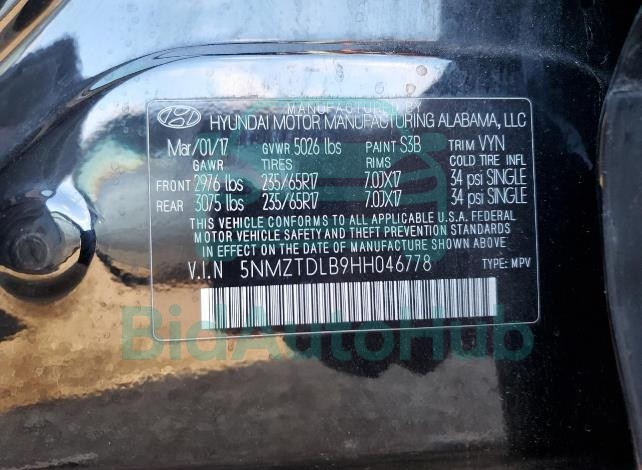 MANUFACTURED BY
HYUNDAI MOTOR MANUFACTURING ALABAMA, LLC
Mar/01/17 GVWR 5026 lbs PAINT S3B TRIM VYN
GAWR TIRES RIMS COLD TIRE INFL
FRONT 2976 lbs 235/65R17 7.0JX17 34 psi SINGLE
REAR 3075 lbs 235/65R17 7.0JX17 34 psi SINGLE
THIS VEHICLE CONFORMS TO ALL APPLICABLE U.S.A. FEDERAL
MOTOR VEHICLE SAFETY AND THEFT PREVENTION STANDARDS
IN EFFECT ON THE DATE OF MANUFACTURE SHOWN ABOVE.
V.I.N 5NMZTDLB9HH046778 TYPE: MPV
BidAutoHub